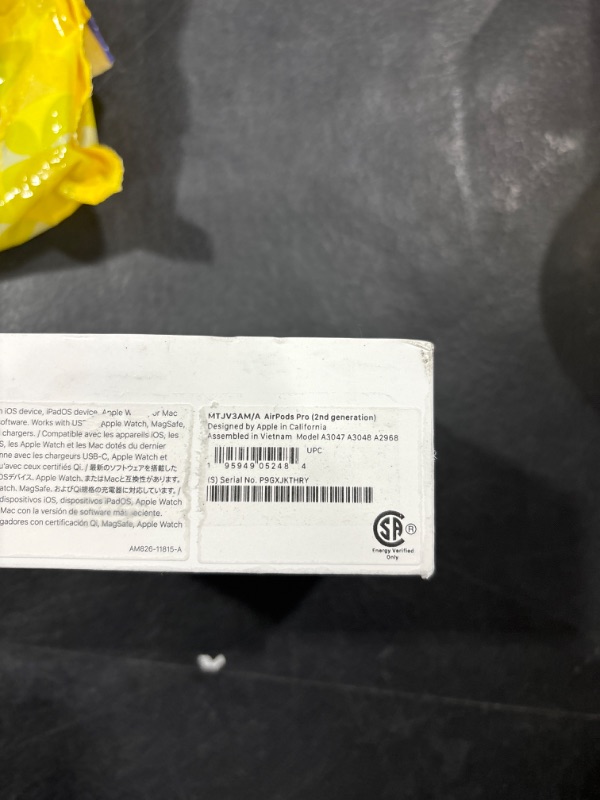 iOS device, iPadOS device, Apple W or Mac
oftware. Works with US Apple Watch, MagSafe,
chargers. / Compatible avec les appareils iOS, les
S, les Apple Watch et les Mac dotés du dernier
nne avec les chargeurs USB-C, Apple Watch et
u'avec ceux certifiés Qi. / 最新のソフトウェアを搭載した
OSデバイス、Apple Watch、またはMacと互換性があります。
atch、MagSafe、およびQi規格の充電器に対応しています。/
dispositivos iOS, dispositivos iPadOS, Apple Watch
Mac con la versión de software más reciente.
gadores con certificación Qi, MagSafe, Apple Watch
AM626-11815-A
MTJV3AM/A AirPods Pro (2nd generation)
Designed by Apple in California
Assembled in Vietnam Model A3047 A3048 A2968
UPC
1 95949 05248 4
(S) Serial No. P9GXJKTHRY
SA ®
Energy Verified
Only